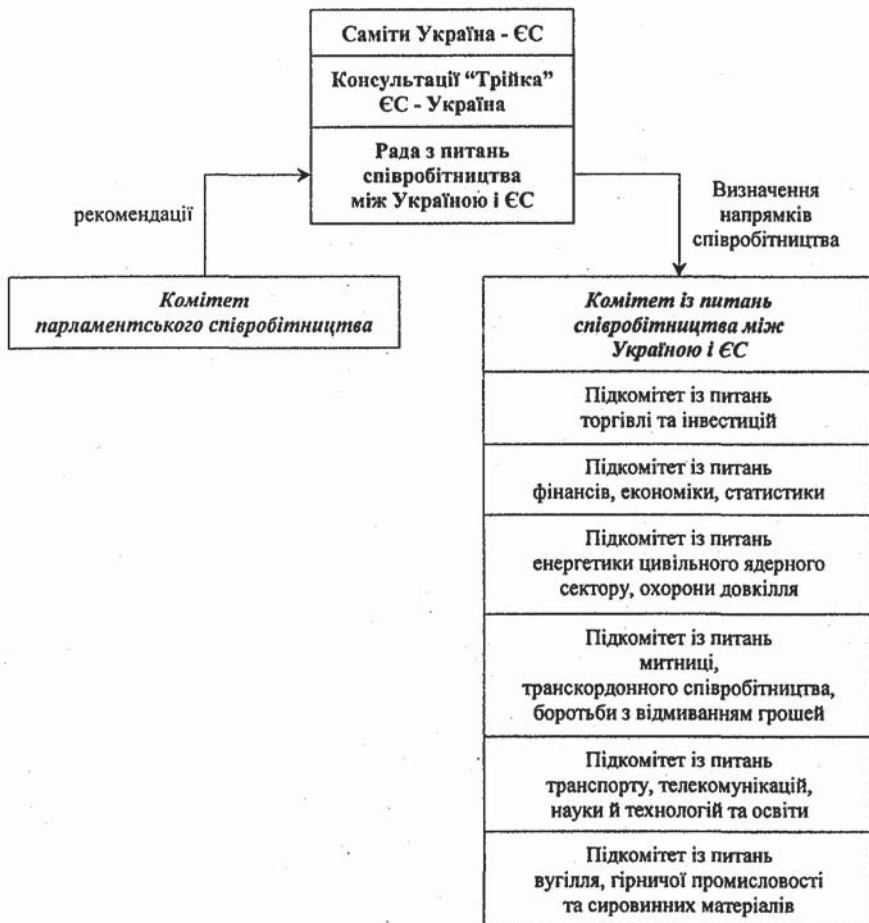 Саміти Україна - ЄС
Консультації “Трійка”
ЄС - Україна
Рада з питань
співробітництва
між Україною і ЄС
рекомендації
Визначення
напрямків
співробітництва
Комітет
парламентського співробітництва
Комітет із питань
співробітництва між
Україною і ЄС
Підкомітет із питань
торгівлі та інвестицій
Підкомітет із питань
фінансів, економіки, статистики
Підкомітет із питань
енергетики цивільного ядерного
сектору, охорони довкілля
Підкомітет із питань
митниці,
транскордонного співробітництва,
боротьби з відмиванням грошей
Підкомітет із питань
транспорту, телекомунікацій,
науки й технологій та освіти
Підкомітет із питань
вугілля, гірничої промисловості
та сировинних матеріалів